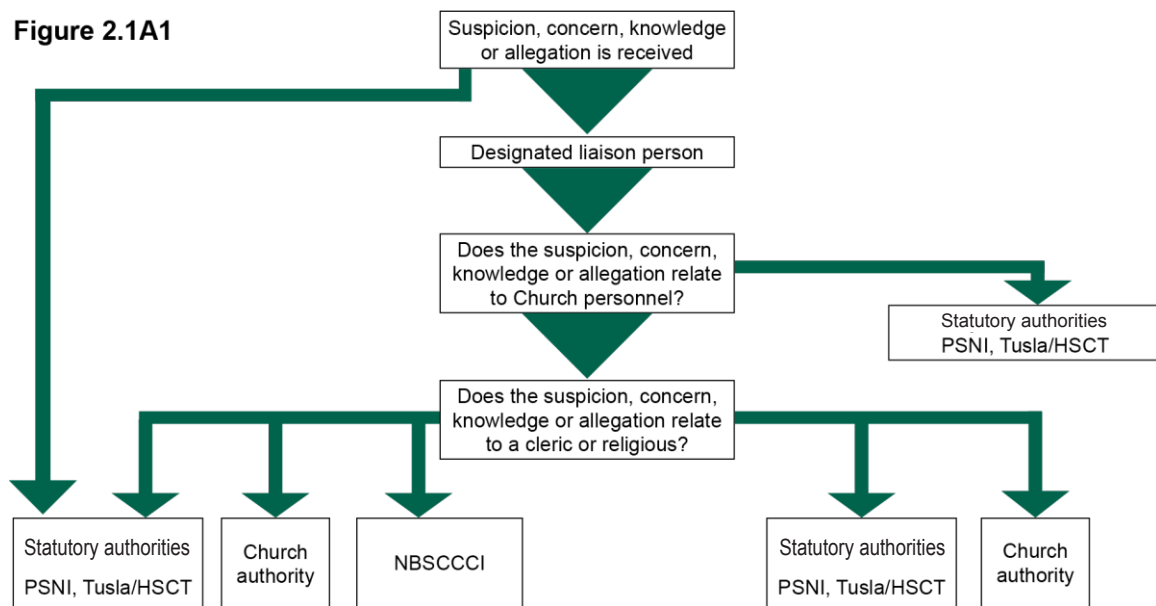 Figure 2.1A1
Suspicion, concern, knowledge
or allegation is received
Designated liaison person
Does the suspicion, concern,
knowledge or allegation relate
to Church personnel?
Statutory authorities
PSNI, Tusla/HSCT
Does the suspicion, concern,
knowledge or allegation relate
to a cleric or religious?
Statutory authorities
PSNI, Tusla/HSCT
Church
authority
NBSCCCI
Statutory authorities
PSNI, Tusla/HSCT
Church
authority